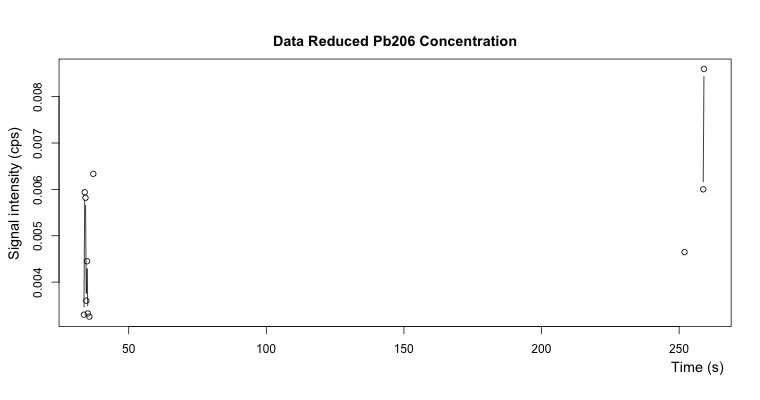 Data Reduced Pb206 Concentration
Signal intensity (cps)
0.008
0.007
0.006
0.005
0.004
50 100 150 200 250
Time (s)